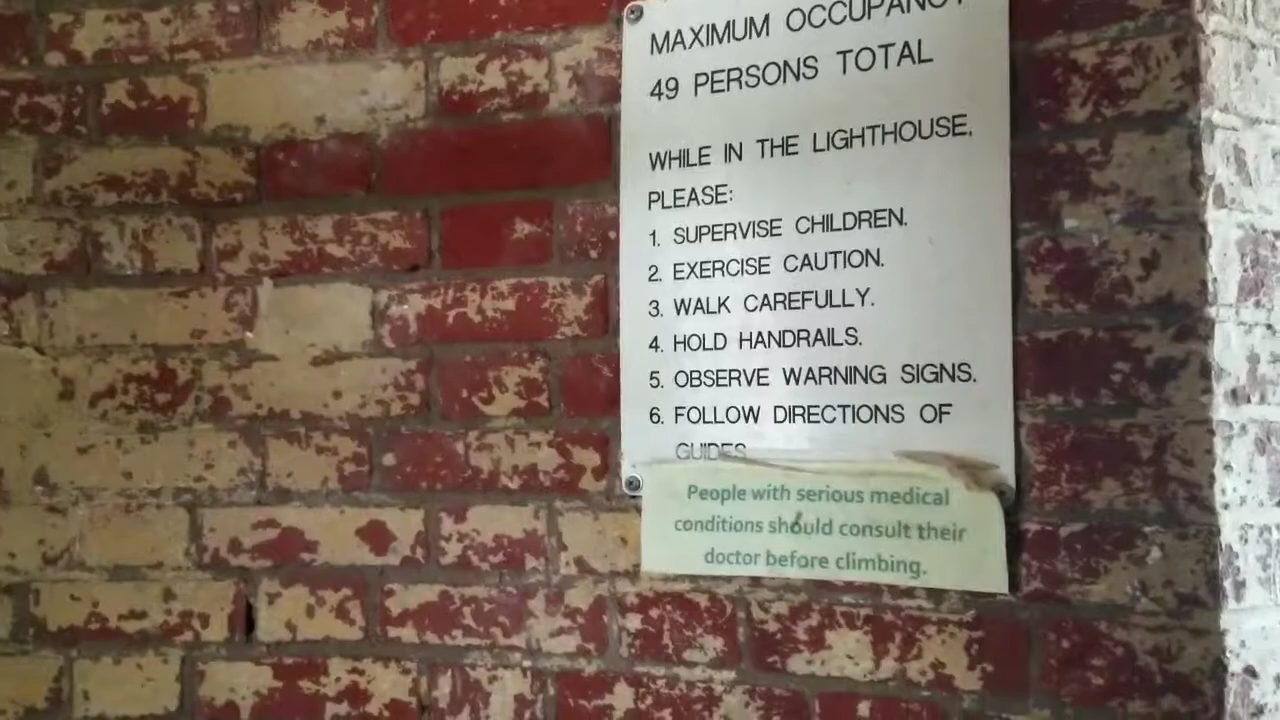 MAXIMUM OCCUPANCY
49 PERSONS TOTAL
WHILE IN THE LIGHTHOUSE,
PLEASE:
1. SUPERVISE CHILDREN.
2. EXERCISE CAUTION.
3. WALK CAREFULLY.
4. HOLD HANDRAILS.
5. OBSERVE WARNING SIGNS.
6. FOLLOW DIRECTIONS OF
GUIDES
People with serious medical
conditions should consult their
doctor before climbing.